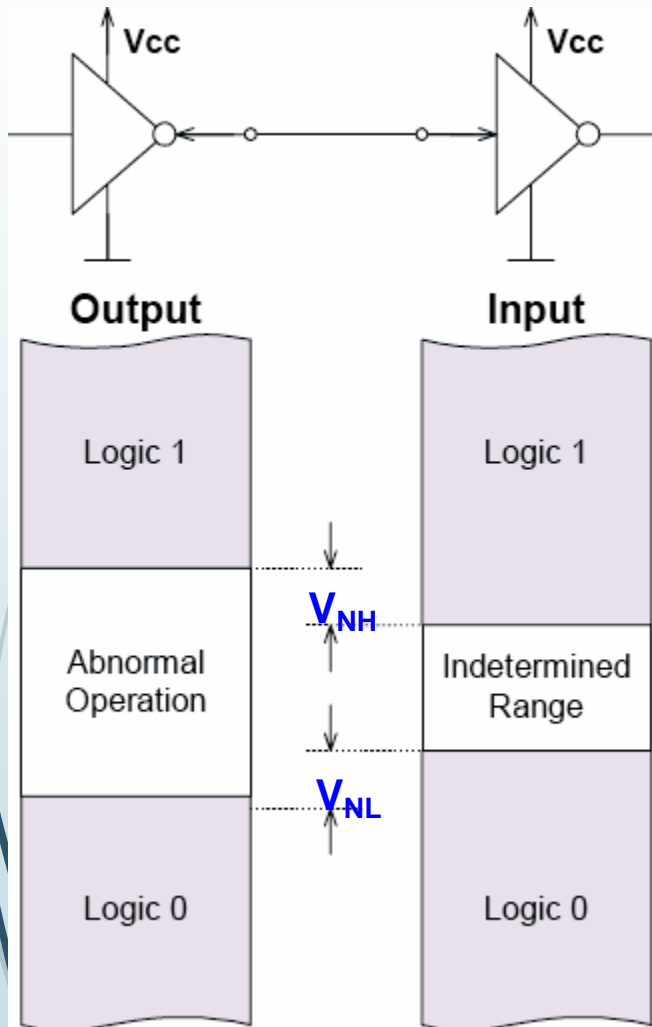 Vcc
Vcc
Output
Input
Logic 1
Logic 1
VNH
Abnormal
Operation
Indetermined
Range
VNL
Logic 0
Logic 0